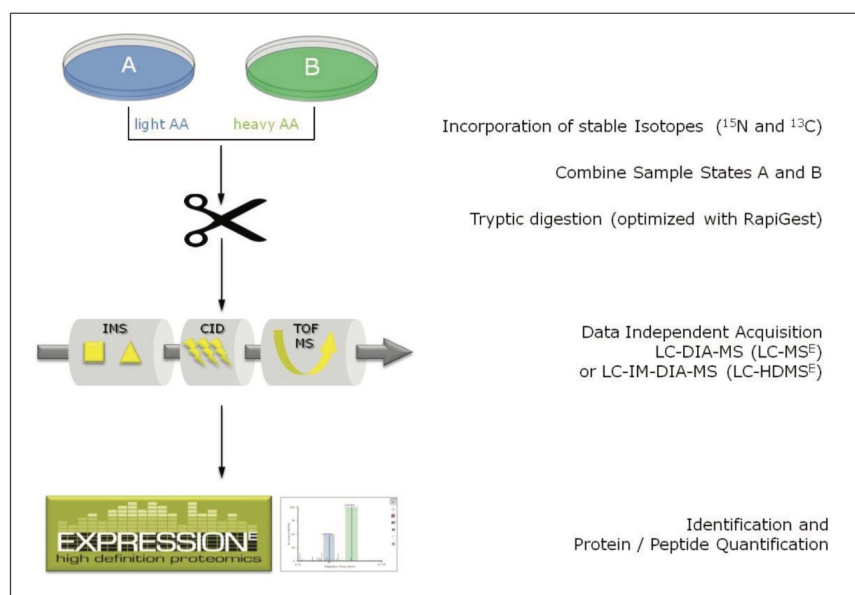 A
B
light AA
heavy AA
Incorporation of stable Isotopes (¹⁵N and ¹³C)
Combine Sample States A and B
Tryptic digestion (optimized with RapiGest)
IMS
CID
TOF
MS
Data Independent Acquisition
LC-DIA-MS (LC-MSᴱ)
or LC-IM-DIA-MS (LC-HDMSᴱ)
EXPRESSIONᴱ
high definition proteomics
Identification and
Protein / Peptide Quantification